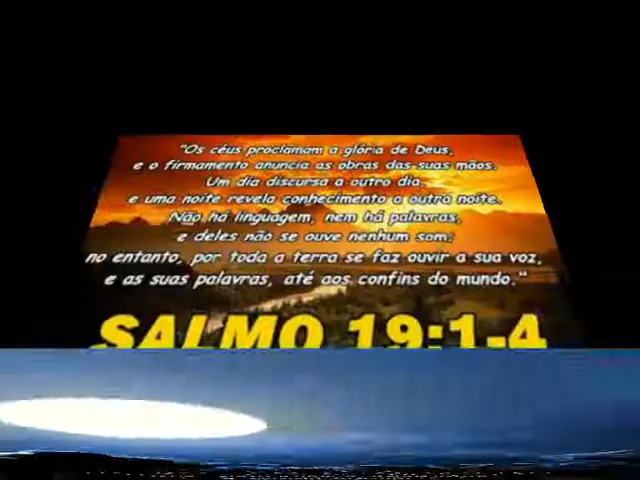 "Os céus proclamam a glória de Deus,
e o firmamento anuncia as obras das suas mãos.
Um dia discursa a outro dia,
e uma noite revela conhecimento a outra noite.
Não há linguagem, nem há palavras,
e deles não se ouve nenhum som;
no entanto, por toda a terra se faz ouvir a sua voz,
e as suas palavras, até aos confins do mundo."
SALMO 19:1-4